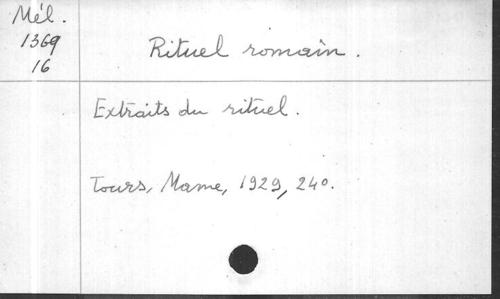 Mél.
1369
16
Rituel romain.
Extraits du rituel.
Tours, Mame, 1929, 24o.